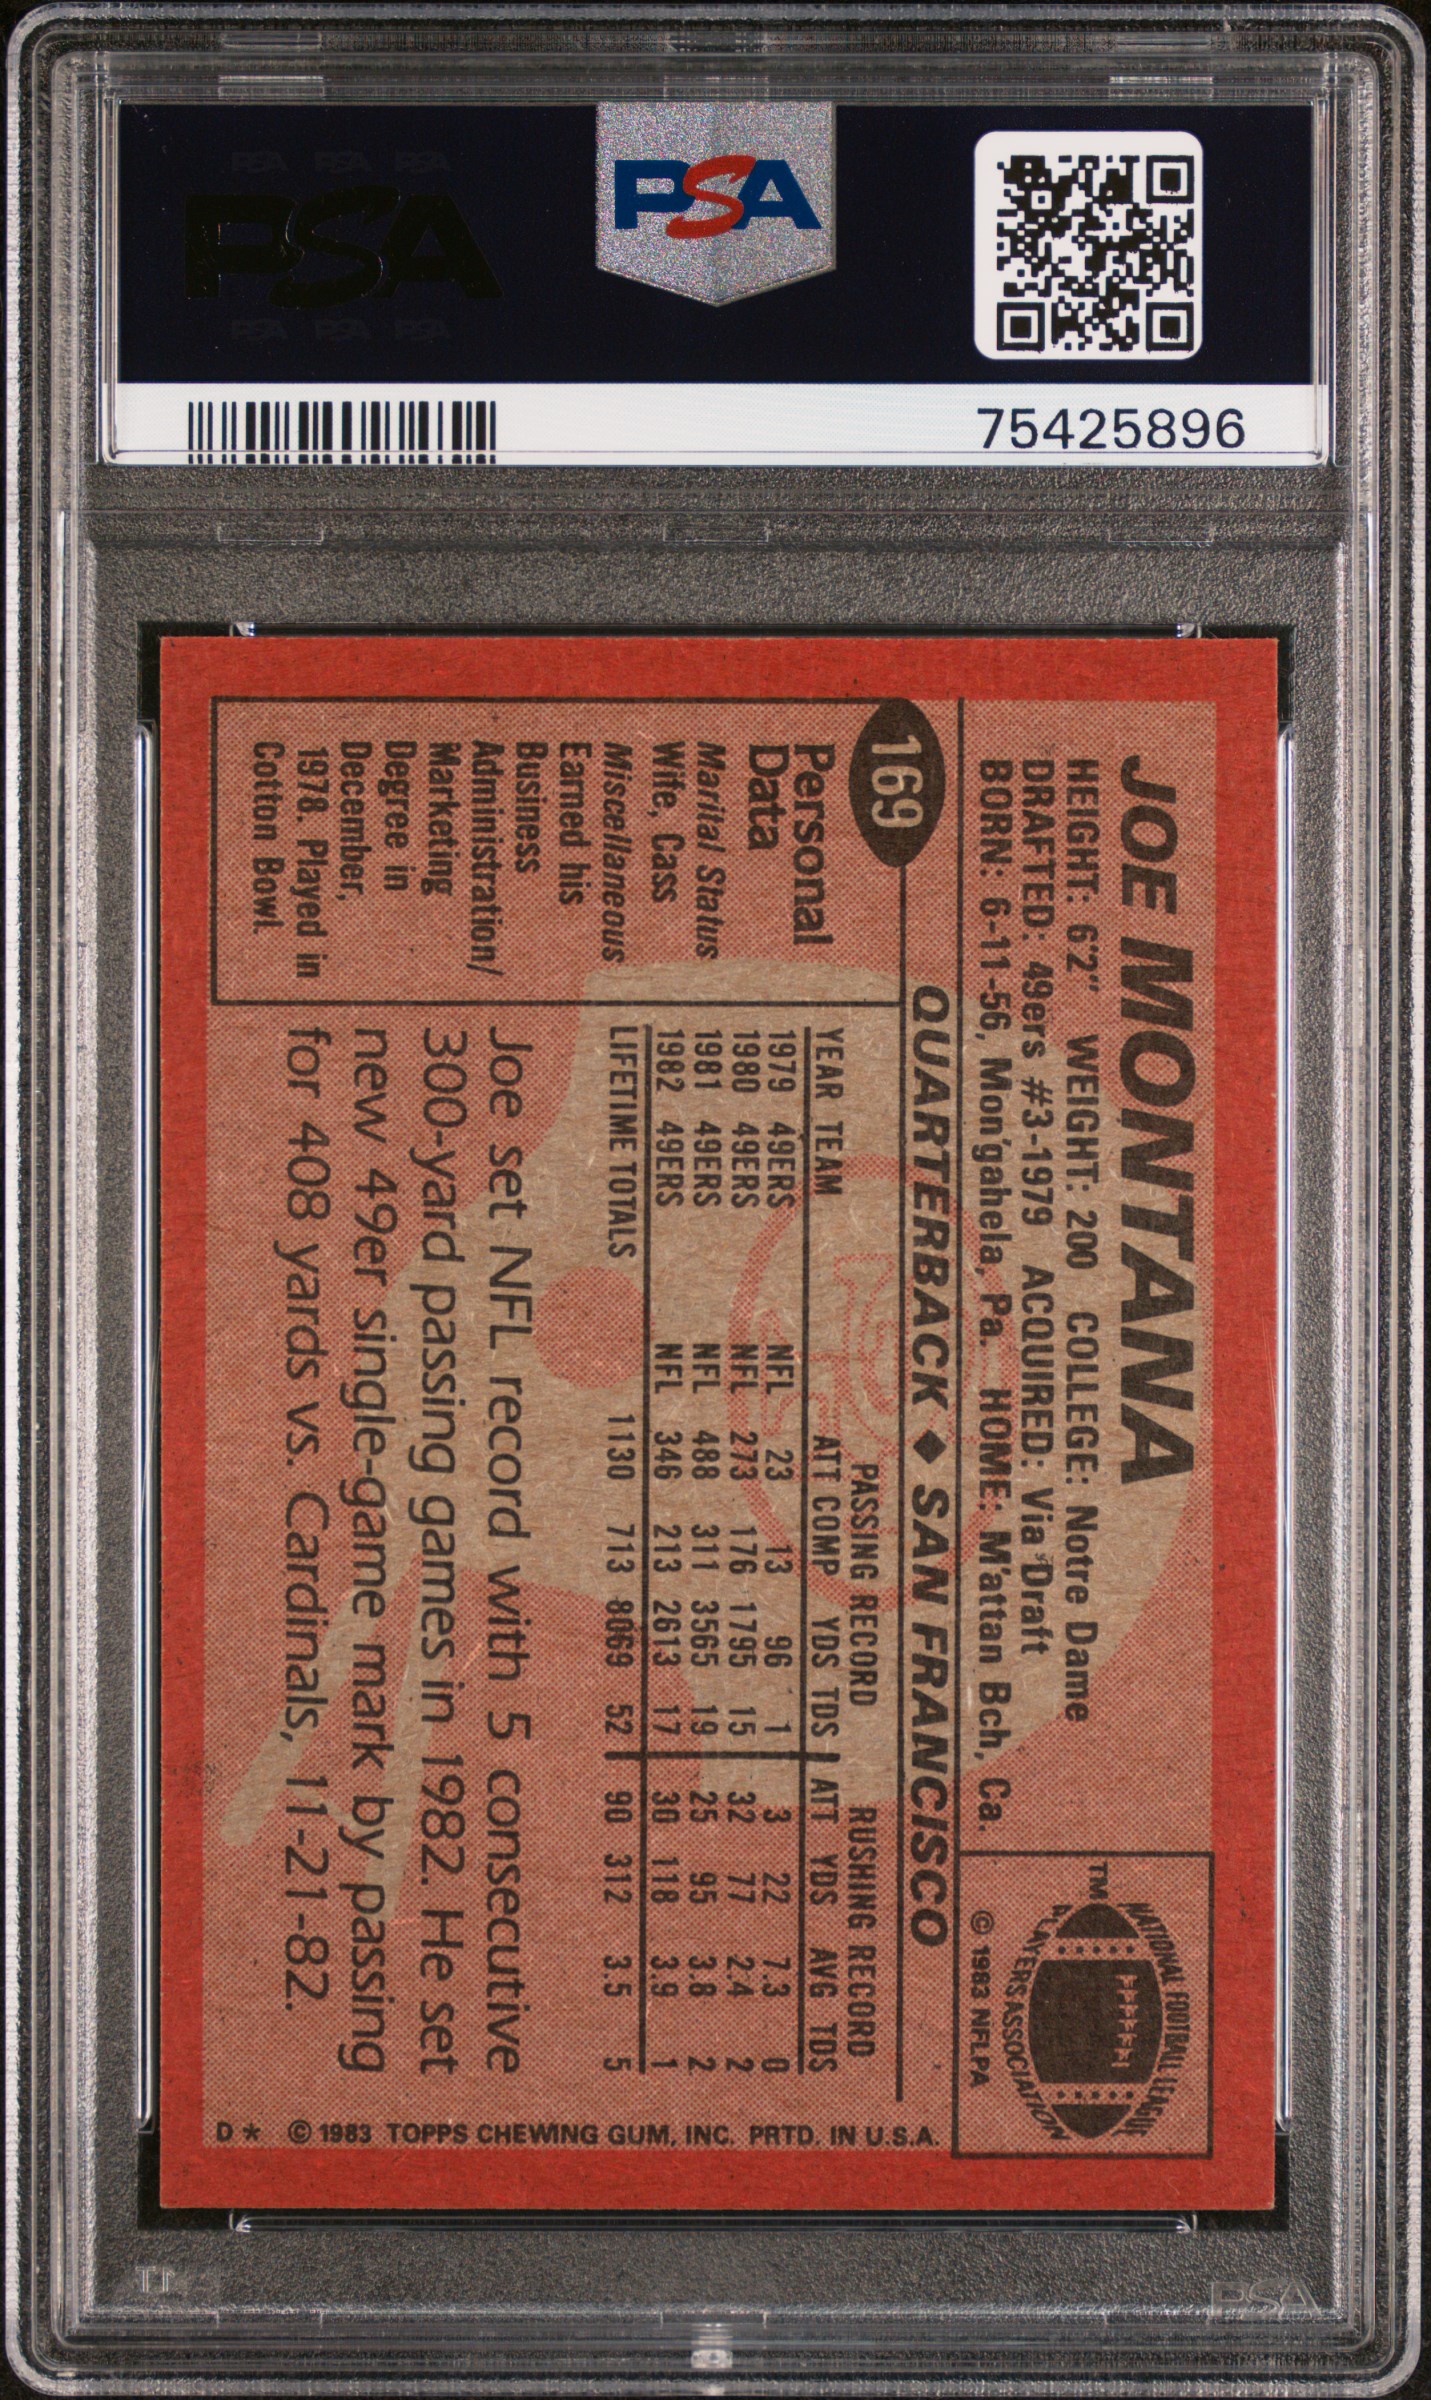 PSA PSA PSA
PSA
PSA PSA PSA
PSA
75425896
JOE MONTANA
HEIGHT: 6'2" WEIGHT: 200 COLLEGE: Notre Dame
DRAFTED: 49ers #3-1979 ACQUIRED: Via Draft
BORN: 6-11-56, Mon'gahela, Pa. HOME: M'attan Bch, Ca.
NATIONAL FOOTBALL LEAGUE
PLAYERS ASSOCIATION
TM
© 1983 NFLPA
169
QUARTERBACK ◆ SAN FRANCISCO
Personal
Data
Marital Status
Wife, Cass
Miscellaneous
Earned his
Business
Administration/
Marketing
Degree in
December,
1978. Played in
Cotton Bowl.
PASSING RECORD RUSHING RECORD
YEAR TEAM ATT COMP YDS TDS ATT YDS AVG TDS
1979 49ERS NFL 23 13 96 1 3 22 7.3 0
1980 49ERS NFL 273 176 1795 15 32 77 2.4 2
1981 49ERS NFL 488 311 3565 19 25 95 3.8 2
1982 49ERS NFL 346 213 2613 17 30 118 3.9 1
LIFETIME TOTALS 1130 713 8069 52 90 312 3.5 5
Joe set NFL record with 5 consecutive
300-yard passing games in 1982. He set
new 49er single-game mark by passing
for 408 yards vs. Cardinals, 11-21-82.
D * © 1983 TOPPS CHEWING GUM, INC. PRTD. IN U.S.A.
PSA